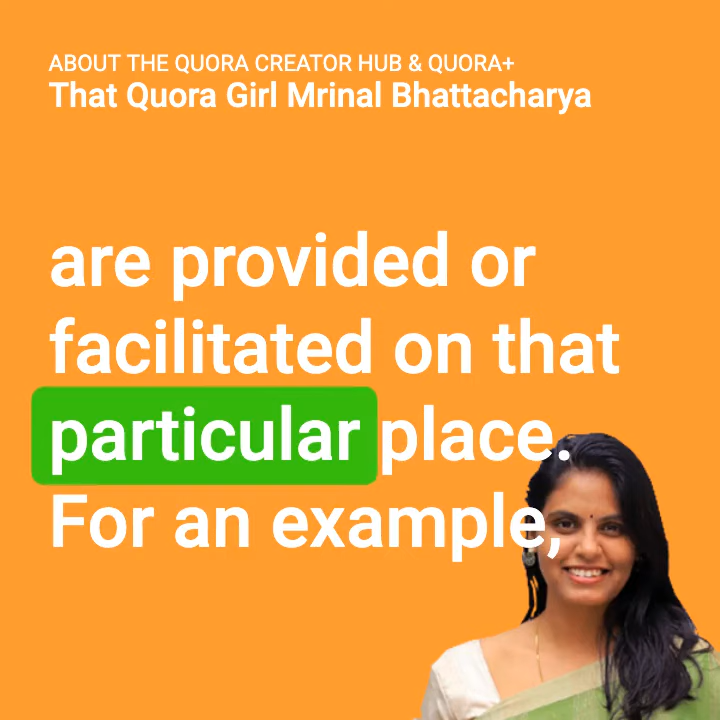 ABOUT THE QUORA CREATOR HUB & QUORA+
That Quora Girl Mrinal Bhattacharya
are provided or
facilitated on that
particular place.
For an example,